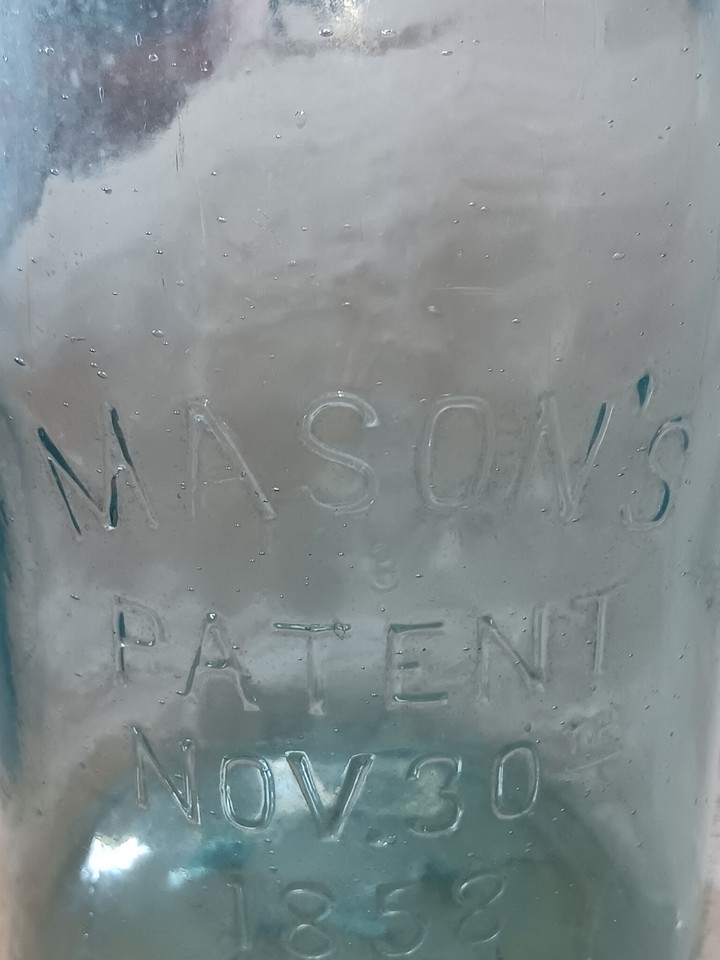 MASON'S
PATENT
NOV. 30TH
1858